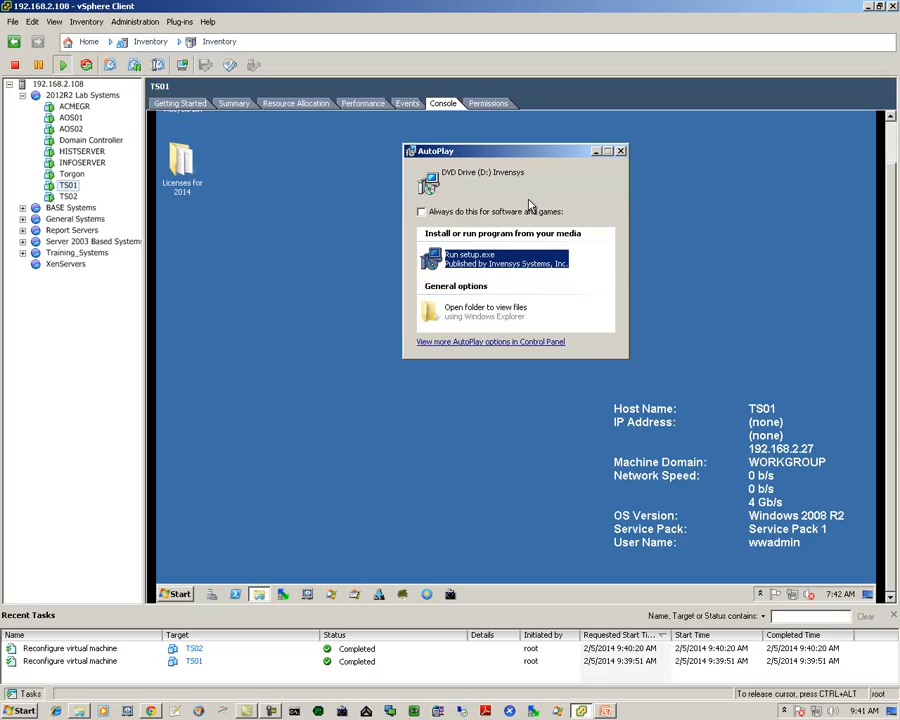 192.168.2.108 - vSphere Client
File Edit View Inventory Administration Plug-ins Help
Home Inventory Inventory
192.168.2.108
2012R2 Lab Systems
ACMEGR
AOS01
AOS02
Domain Controller
HISTSERVER
INFOSERVER
Torgon
TS01
TS02
BASE Systems
General Systems
Report Servers
Server 2003 Based Systems
Training_Systems
XenServers
TS01
Getting Started Summary Resource Allocation Performance Events Console Permissions
Licenses for
2014
AutoPlay
DVD Drive (D:) Invensys
Always do this for software and games:
Install or run program from your media
Run setup.exe
Published by Invensys Systems, Inc.
General options
Open folder to view files
using Windows Explorer
View more AutoPlay options in Control Panel
Host Name: TS01
IP Address: (none)
(none)
192.168.2.27
Machine Domain: WORKGROUP
Network Speed: 0 b/s
0 b/s
4 Gb/s
OS Version: Windows 2008 R2
Service Pack: Service Pack 1
User Name: wwadmin
Start 7:42 AM
Recent Tasks
Name, Target or Status contains: Clear
Name Target Status Details Initiated by Requested Start Ti... Start Time Completed Time
Reconfigure virtual machine TS02 Completed root 2/5/2014 9:40:20 AM 2/5/2014 9:40:20 AM 2/5/2014 9:40:20 AM
Reconfigure virtual machine TS01 Completed root 2/5/2014 9:39:51 AM 2/5/2014 9:39:51 AM 2/5/2014 9:39:51 AM
Tasks To release cursor, press CTRL+ALT root
Start 9:41 AM